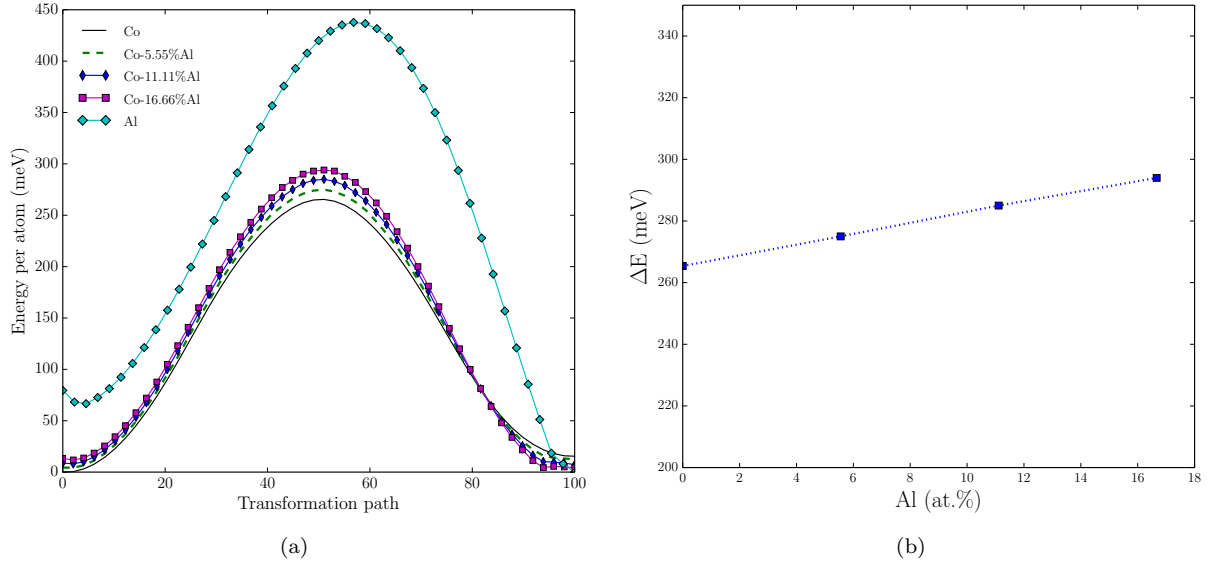 450
400
350
300
250
200
150
100
50
0
Energy per atom (meV)
Co
Co-5.55%Al
Co-11.11%Al
Co-16.66%Al
Al
0 20 40 60 80 100
Transformation path
(a)
340
320
300
280
260
240
220
200
ΔE (meV)
0 2 4 6 8 10 12 14 16 18
Al (at.%)
(b)